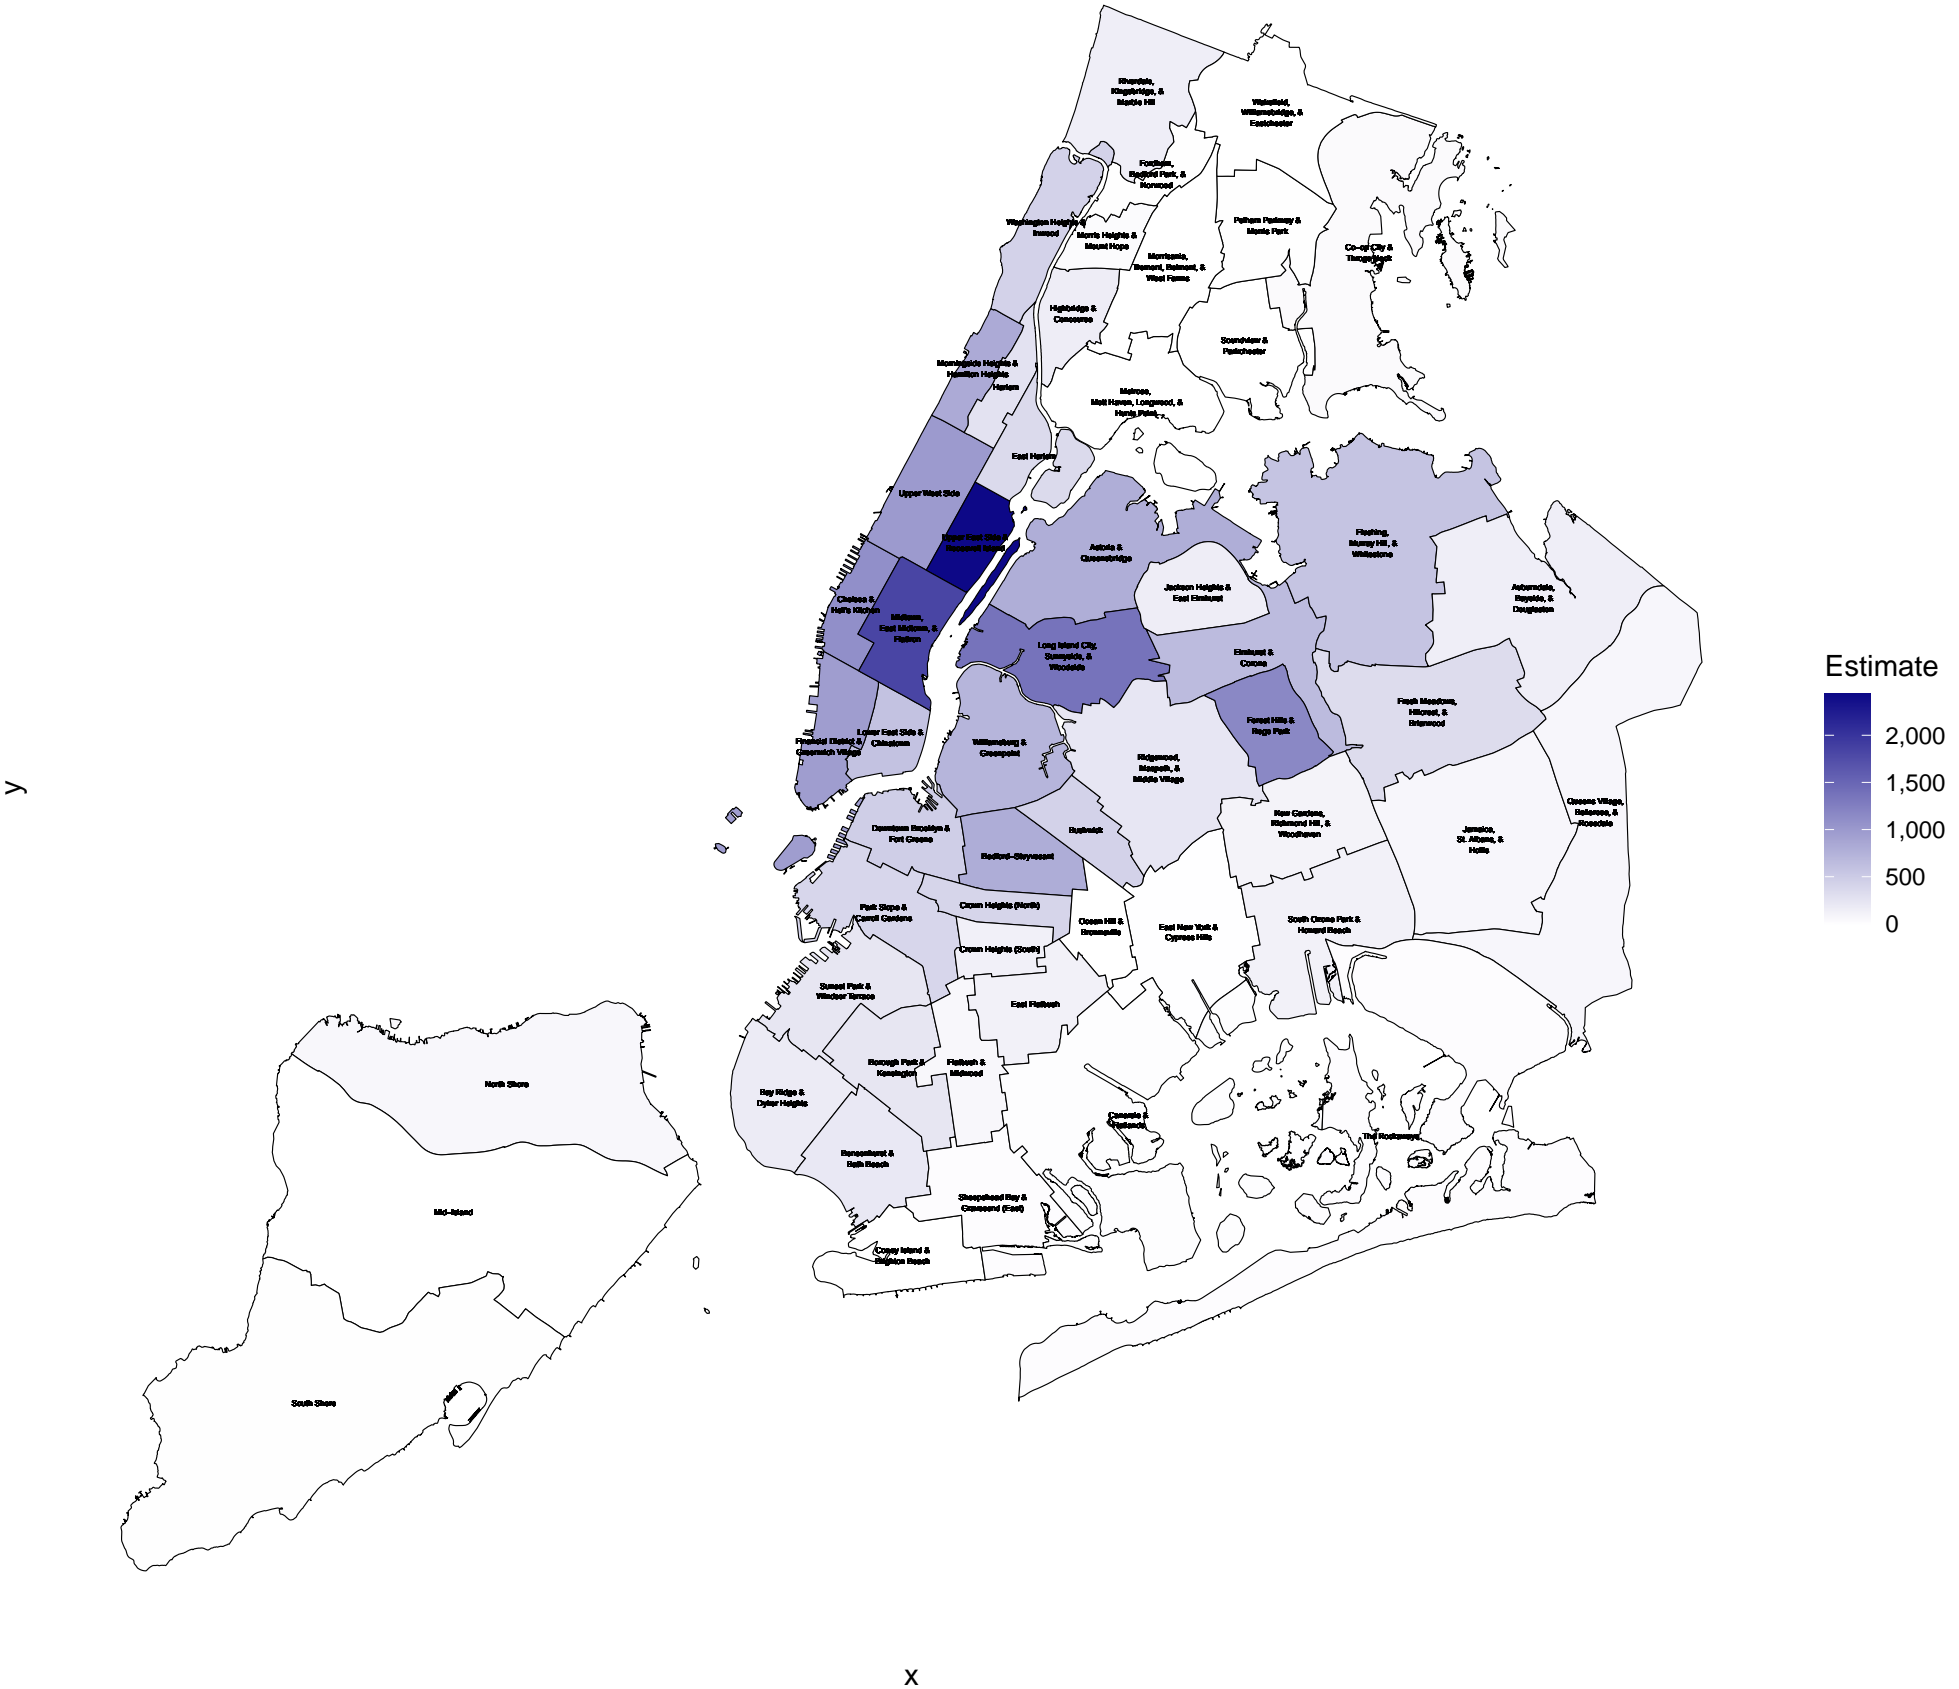 Riverdale,
Kingsbridge, &
Marble Hill
Wakefield,
Williamsbridge, &
Eastchester
Fordham,
Bedford Park, &
Norwood
Washington Heights &
Inwood
Morris Heights &
Mount Hope
Pelham Parkway &
Morris Park
Co-op City &
Throgs Neck
Morrisania,
Tremont, Belmont, &
West Farms
Highbridge &
Concourse
Soundview &
Parkchester
Morningside Heights &
Hamilton Heights
Harlem
Melrose,
Mott Haven, Longwood, &
Hunts Point
East Harlem
Upper West Side
Upper East Side &
Roosevelt Island
Astoria &
Queensbridge
Flushing,
Murray Hill, &
Whitestone
Jackson Heights &
East Elmhurst
Auburndale,
Bayside, &
Douglaston
Chelsea &
Hell's Kitchen
Midtown,
East Midtown, &
Flatiron
Long Island City,
Sunnyside, &
Woodside
Elmhurst &
Corona
Estimate
2,000
1,500
1,000
500
0
Fresh Meadows,
Hillcrest, &
Briarwood
Forest Hills &
Rego Park
Lower East Side &
Chinatown
Financial District &
Greenwich Village
Williamsburg &
Greenpoint
Ridgewood,
Maspeth, &
Middle Village
y
Queens Village,
Bellerose, &
Rosedale
Kew Gardens,
Richmond Hill, &
Woodhaven
Jamaica,
St. Albans, &
Hollis
Downtown Brooklyn &
Fort Greene
Bushwick
Bedford-Stuyvesant
Park Slope &
Carroll Gardens
Crown Heights (North)
Ocean Hill &
Brownsville
East New York &
Cypress Hills
South Ozone Park &
Howard Beach
Crown Heights (South)
Sunset Park &
Windsor Terrace
East Flatbush
Borough Park &
Kensington
Flatbush &
Midwood
North Shore
Bay Ridge &
Dyker Heights
Canarsie &
Flatlands
The Rockaways
Bensonhurst &
Bath Beach
Sheepshead Bay &
Gravesend (East)
Mid-Island
Coney Island &
Brighton Beach
South Shore
x